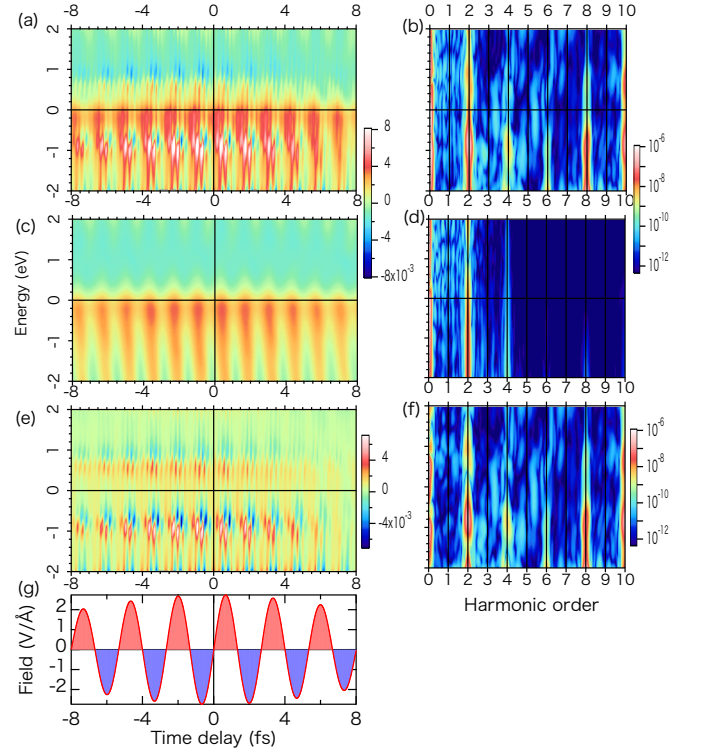 (a)
-8 -4 0 4 8
2
1
0
-1
-2
8
4
0
-4
-8x10⁻³
(b)
0 1 2 3 4 5 6 7 8 9 10
10⁻⁶
10⁻⁸
10⁻¹⁰
10⁻¹²
(c)
Energy (eV)
2
1
0
-1
-2
-8 -4 0 4 8
(d)
0 1 2 3 4 5 6 7 8 9 10
(e)
2
1
0
-1
-2
4
0
-4x10⁻³
(f)
0 1 2 3 4 5 6 7 8 9 10
Harmonic order
10⁻⁶
10⁻⁸
10⁻¹⁰
10⁻¹²
(g)
Field (V/Å)
2
1
0
-1
-2
-8 -4 0 4 8
Time delay (fs)